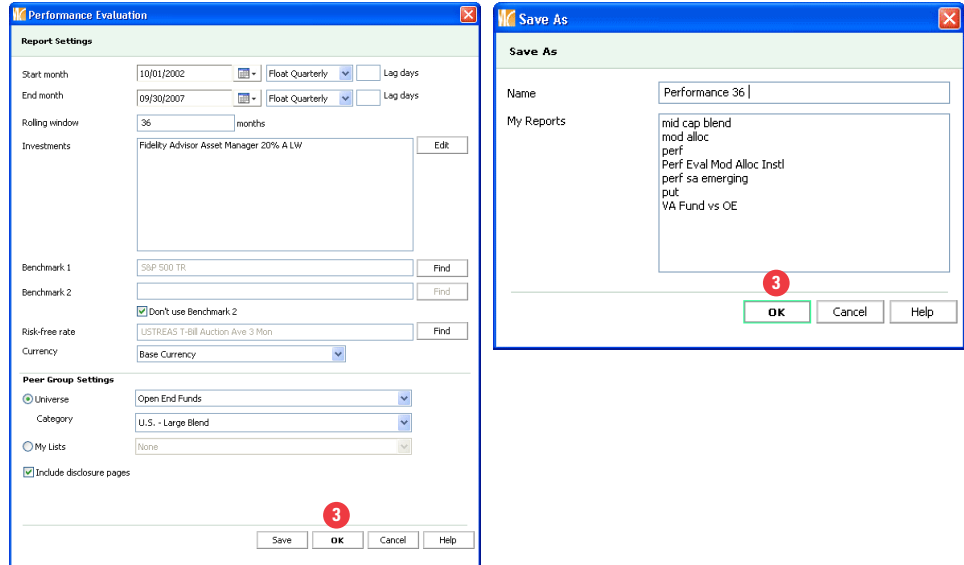 Performance Evaluation
Report Settings
Start month 10/01/2002 Float Quarterly Lag days
End month 09/30/2007 Float Quarterly Lag days
Rolling window 36 months
Investments Fidelity Advisor Asset Manager 20% A LW Edit
Benchmark 1 S&P 500 TR Find
Benchmark 2 Find
Don't use Benchmark 2
Risk-free rate USTREAS T-Bill Auction Ave 3 Mon Find
Currency Base Currency
Peer Group Settings
Universe Open End Funds
Category U.S. - Large Blend
My Lists None
Include disclosure pages
3
Save OK Cancel Help
Save As
Save As
Name Performance 36
My Reports mid cap blend
mod alloc
perf
Perf Eval Mod Alloc Instl
perf sa emerging
put
VA Fund vs OE
3
OK Cancel Help